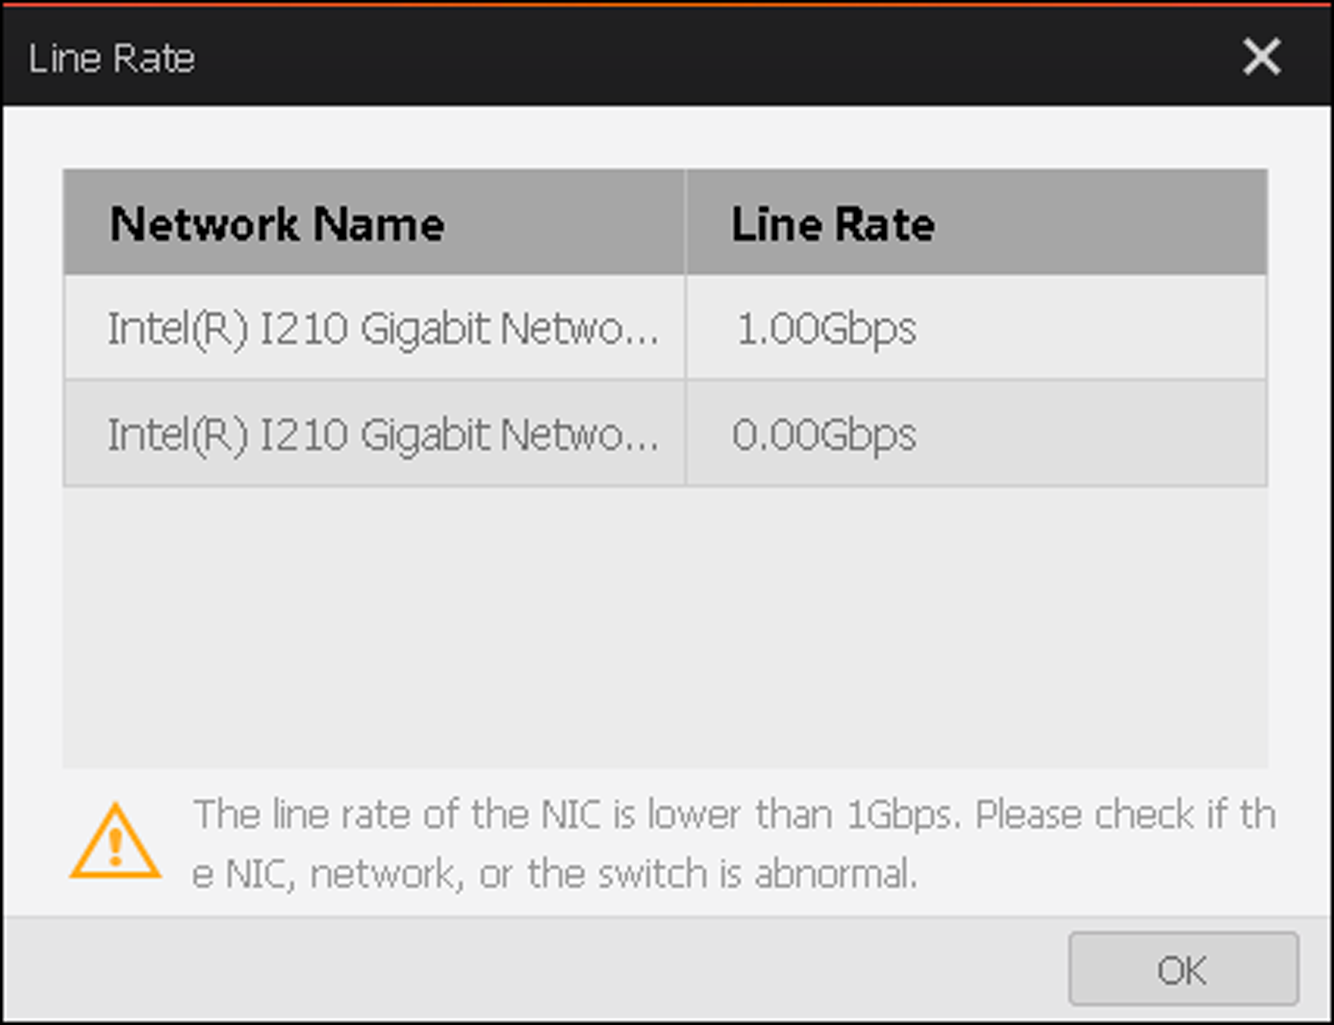 Line Rate
Network Name
Line Rate
Intel(R) I210 Gigabit Netwo...
1.00Gbps
Intel(R) I210 Gigabit Netwo...
0.00Gbps
The line rate of the NIC is lower than 1Gbps. Please check if th
e NIC, network, or the switch is abnormal.
OK